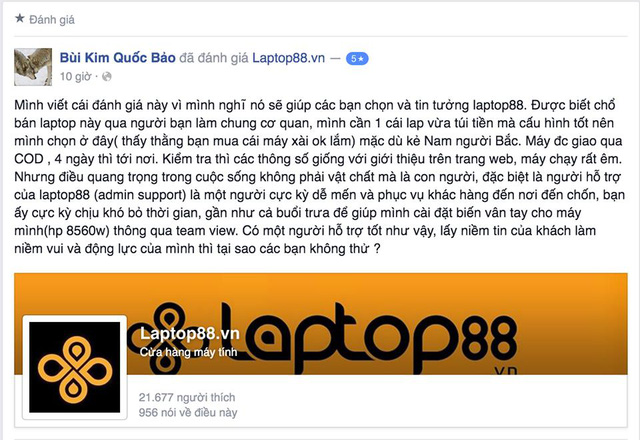 Đánh giá
Bùi Kim Quốc Bảo đã đánh giá Laptop88.vn — 5★
10 giờ ·
Mình viết cái đánh giá này vì mình nghĩ nó sẽ giúp các bạn chọn và tin tưởng laptop88. Được biết chổ
bán laptop này qua người bạn làm chung cơ quan, mình cần 1 cái lap vừa túi tiền mà cấu hình tốt nên
mình chọn ở đây( thấy thằng bạn mua cái máy xài ok lắm) mặc dù kẻ Nam người Bắc. Máy đc giao qua
COD , 4 ngày thì tới nơi. Kiểm tra thì các thông số giống với giới thiệu trên trang web, máy chạy rất êm.
Nhưng điều quang trọng trong cuộc sống không phải vật chất mà là con người, đặc biệt là người hỗ trợ
của laptop88 (admin support) là một người cực kỳ dễ mến và phục vụ khác hàng đến nơi đến chốn, bạn
ấy cực kỳ chịu khó bỏ thời gian, gần như cả buổi trưa để giúp mình cài đặt biến vân tay cho máy
mình(hp 8560w) thông qua team view. Có một người hỗ trợ tốt như vậy, lấy niềm tin của khách làm
niềm vui và động lực của mình thì tại sao các bạn không thử ?
Laptop88
.VN
Laptop88.vn
Cửa hàng máy tính
21.677 người thích
956 nói về điều này